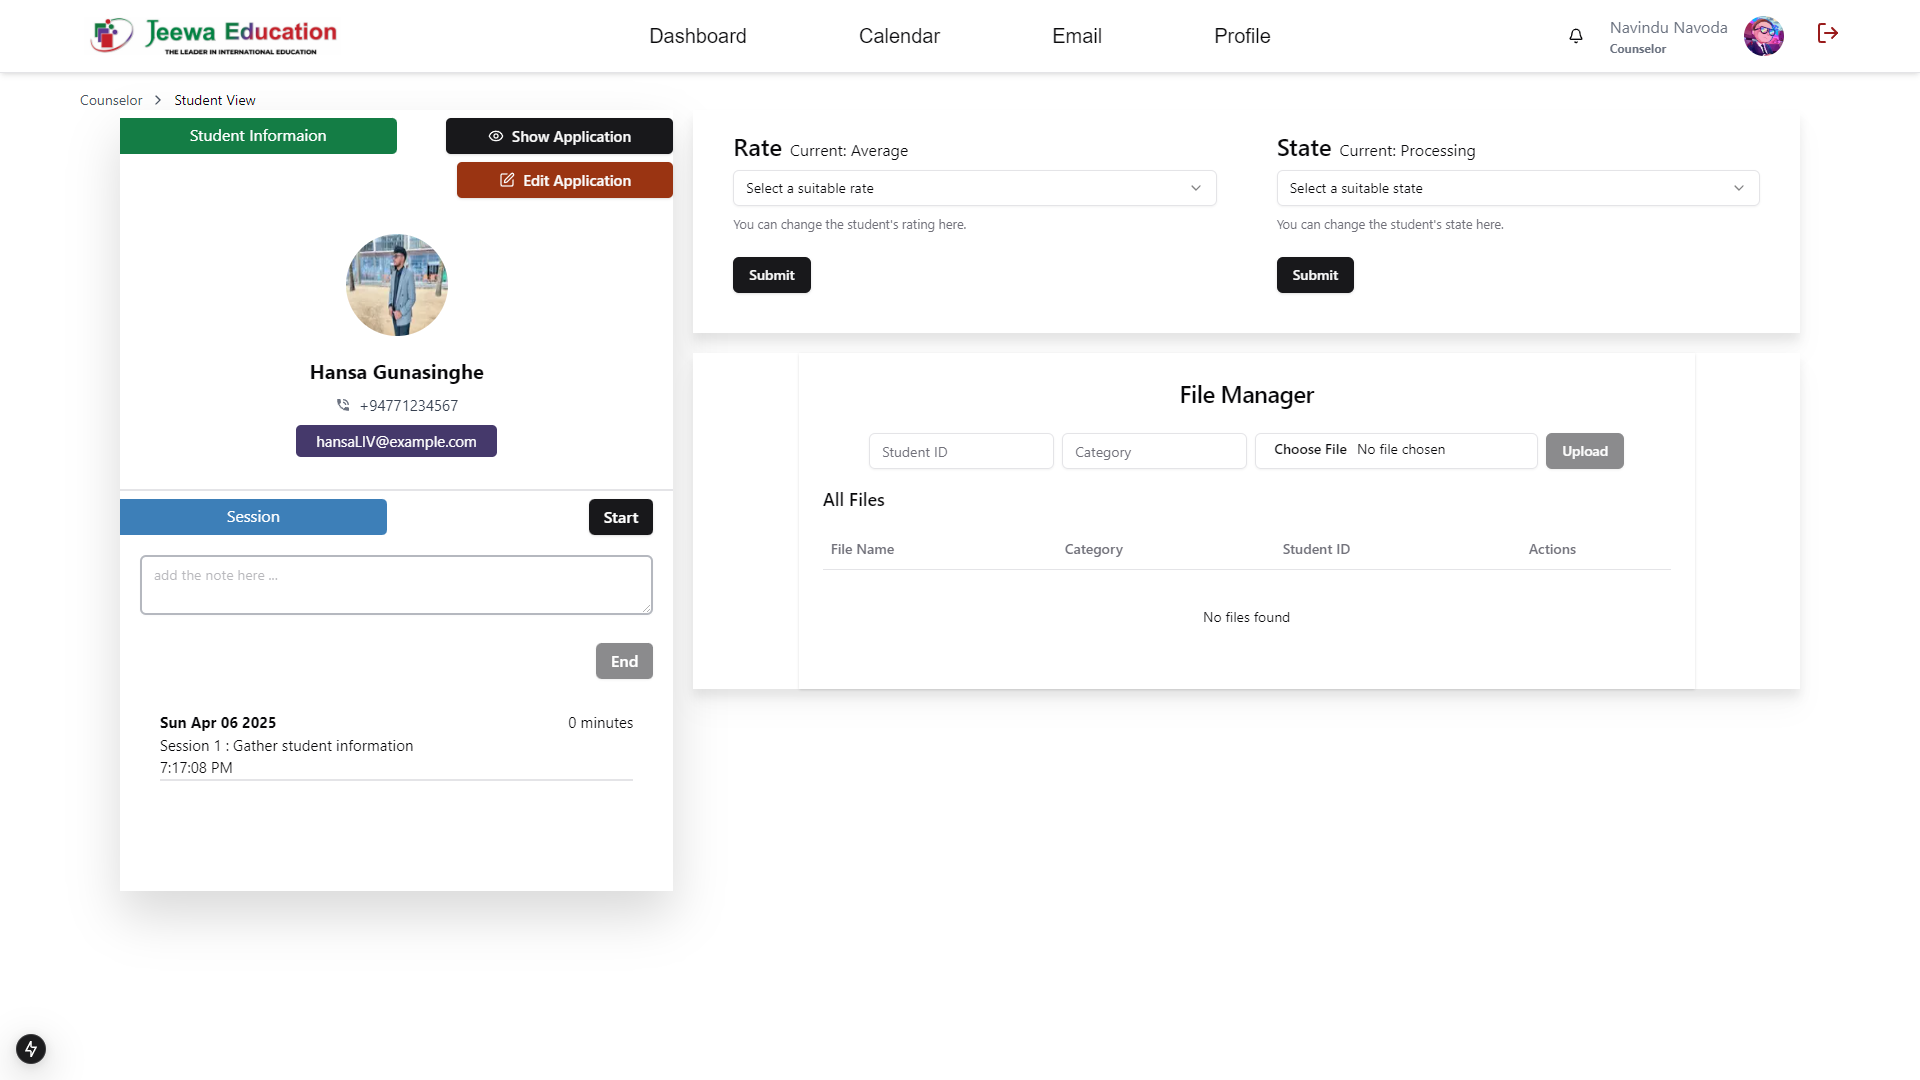 Jeewa Education
THE LEADER IN INTERNATIONAL EDUCATION
Dashboard
Calendar
Email
Profile
Navindu Navoda
Counselor
Counselor
Student View
Student Informaion
Show Application
Edit Application
Hansa Gunasinghe
+94771234567
hansaLIV@example.com
Session
Start
add the note here ...
End
Sun Apr 06 2025
0 minutes
Session 1 : Gather student information
7:17:08 PM
Rate Current: Average
Select a suitable rate
You can change the student's rating here.
Submit
State Current: Processing
Select a suitable state
You can change the student's state here.
Submit
File Manager
Student ID
Category
Choose File No file chosen
Upload
All Files
File Name
Category
Student ID
Actions
No files found